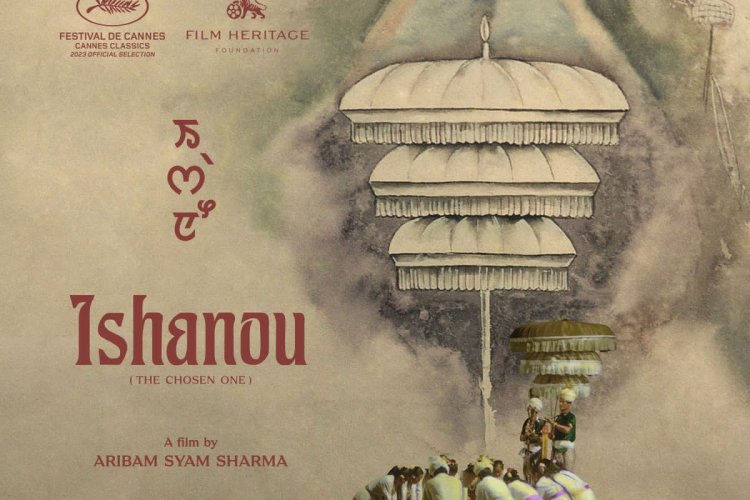 FESTIVAL DE CANNES
CANNES CLASSICS
2023 OFFICIAL SELECTION
FILM HERITAGE
FOUNDATION
Ishanou
(THE CHOSEN ONE)
A film by
ARIBAM SYAM SHARMA